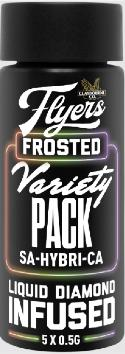 Flyers
FROSTED
Variety
PACK
SA-HYBRI-CA
LIQUID DIAMOND
INFUSED
5 X 0.5G